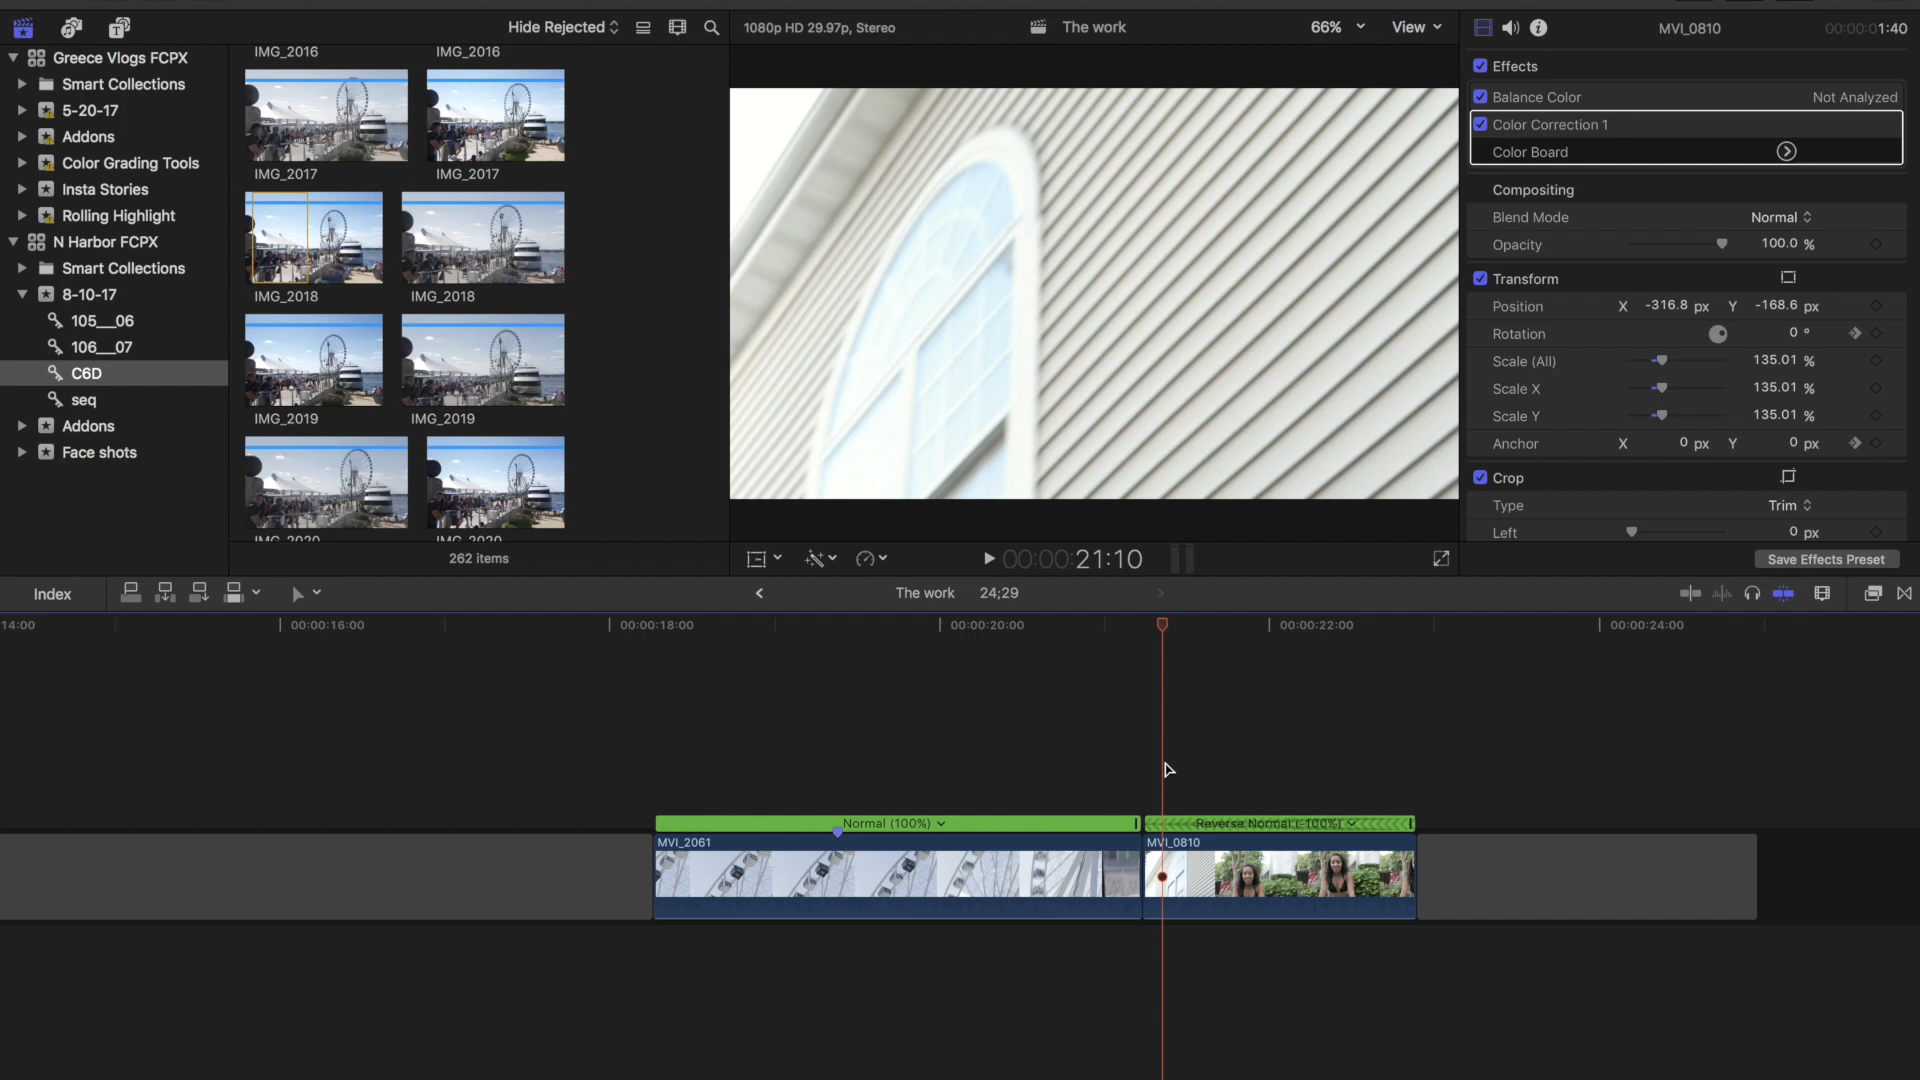 Hide Rejected
1080p HD 29.97p, Stereo
The work
66%
View
MVI_0810
00:00:01:40
Greece Vlogs FCPX
Smart Collections
5-20-17
Addons
Color Grading Tools
Insta Stories
Rolling Highlight
N Harbor FCPX
Smart Collections
8-10-17
105__06
106__07
C6D
seq
Addons
Face shots
IMG_2016
IMG_2016
IMG_2017
IMG_2017
IMG_2018
IMG_2018
IMG_2019
IMG_2019
IMG_2020
IMG_2020
262 items
Effects
Balance Color
Not Analyzed
Color Correction 1
Color Board
Compositing
Blend Mode
Normal
Opacity
100.0 %
Transform
Position
X -316.8 px Y -168.6 px
Rotation
0 °
Scale (All)
135.01 %
Scale X
135.01 %
Scale Y
135.01 %
Anchor
X 0 px Y 0 px
Crop
Type
Trim
Left
0 px
Save Effects Preset
00:00:21:10
Index
The work
24;29
14:00
00:00:16:00
00:00:18:00
00:00:20:00
00:00:22:00
00:00:24:00
Normal (100%)
Reverse Normal (-100%)
MVI_2061
MVI_0810